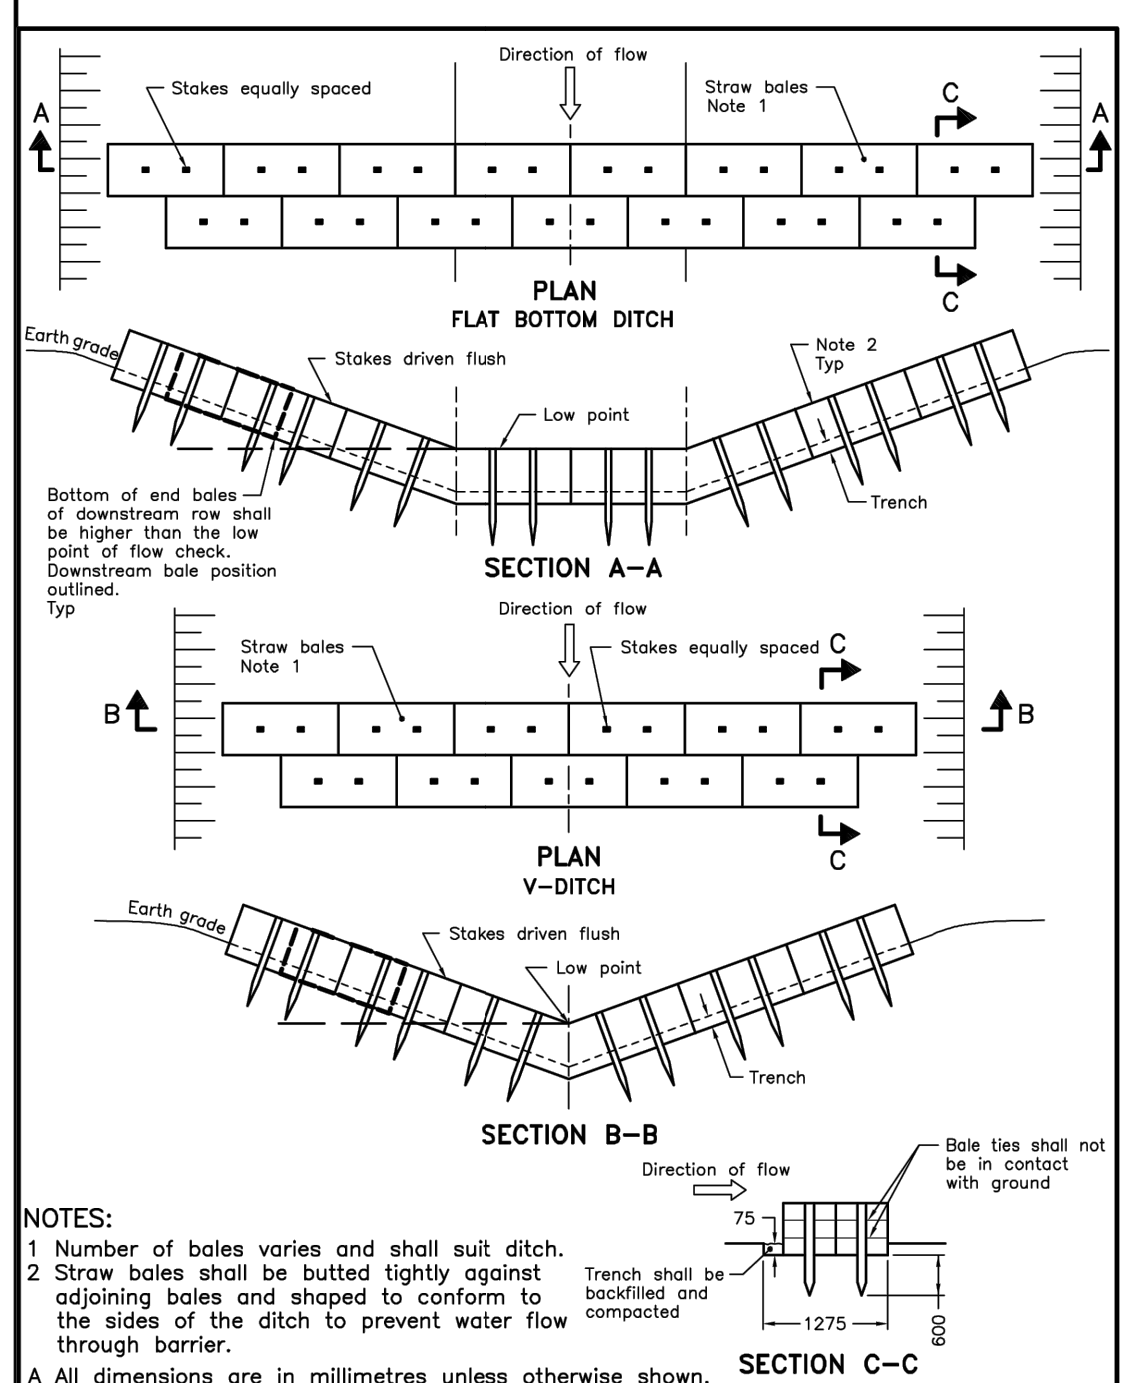 Direction of flow
Stakes equally spaced
Straw bales
Note 1
C
A
A
C
PLAN
FLAT BOTTOM DITCH
Earth grade
Stakes driven flush
Note 2
Typ
Low point
Trench
Bottom of end bales
of downstream row shall
be higher than the low
point of flow check.
Downstream bale position
outlined.
Typ
SECTION A-A
Direction of flow
Straw bales
Note 1
Stakes equally spaced
C
B
B
C
PLAN
V-DITCH
Earth grade
Stakes driven flush
Low point
Trench
SECTION B-B
Bale ties shall not
be in contact
with ground
Direction of flow
75
Trench shall be
backfilled and
compacted
1275
600
SECTION C-C
NOTES:
1 Number of bales varies and shall suit ditch.
2 Straw bales shall be butted tightly against
adjoining bales and shaped to conform to
the sides of the ditch to prevent water flow
through barrier.
A All dimensions are in millimetres unless otherwise shown.